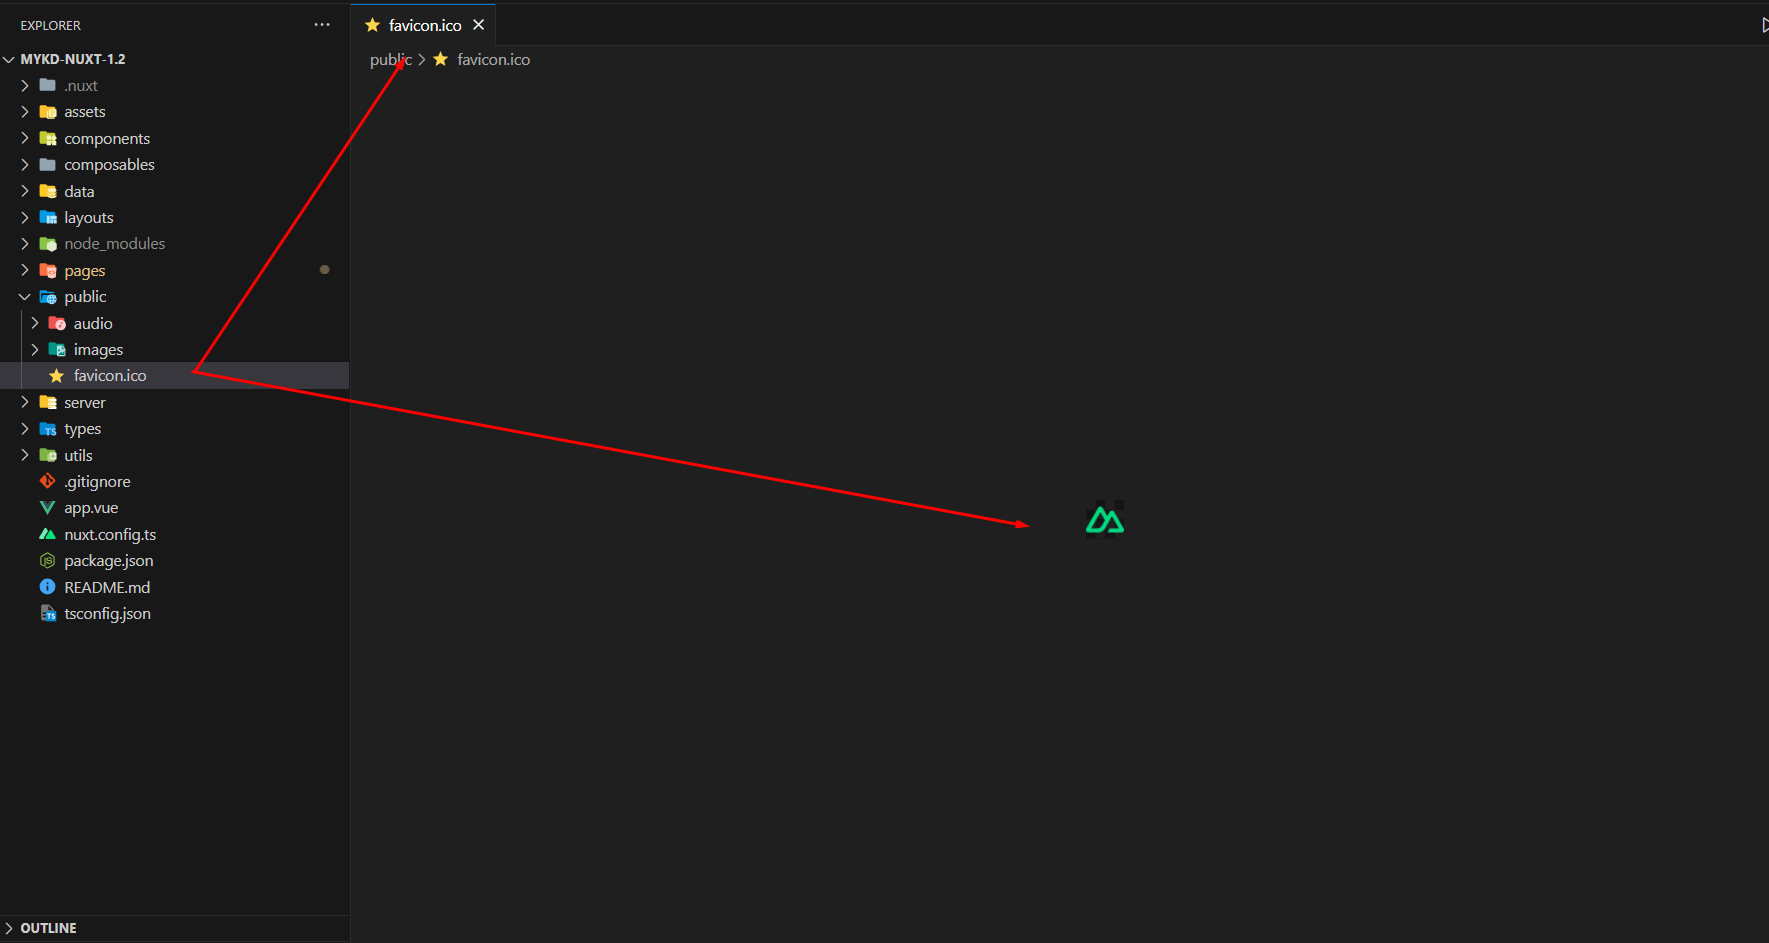 EXPLORER
MYKD-NUXT-1.2
.nuxt
assets
components
composables
data
layouts
node_modules
pages
public
audio
images
favicon.ico
server
types
utils
.gitignore
app.vue
nuxt.config.ts
package.json
README.md
tsconfig.json
OUTLINE
favicon.ico
public > favicon.ico